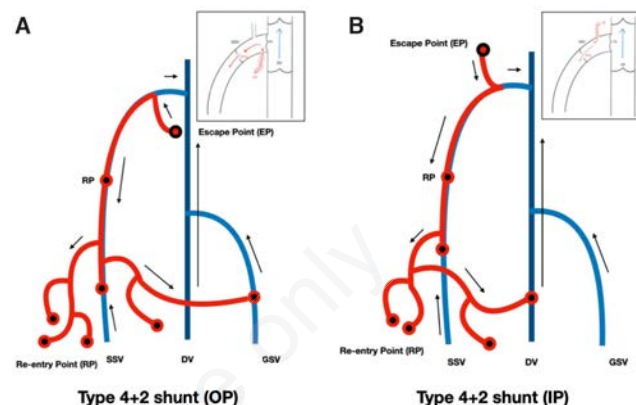 A
Escape Point (EP)
RP
Re-entry Point (RP)
SSV
DV
GSV
Type 4+2 shunt (OP)
B
Escape Point (EP)
RP
Re-entry Point (RP)
SSV
DV
GSV
Type 4+2 shunt (IP)
e only